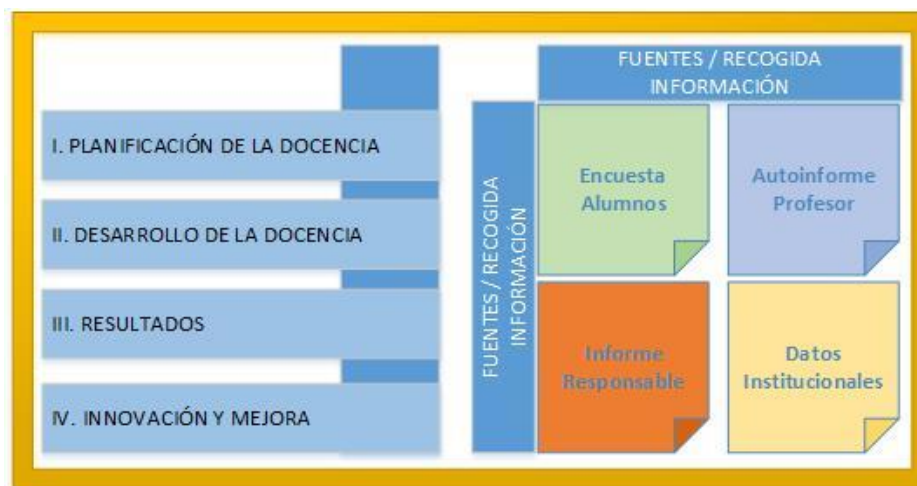 I. PLANIFICACIÓN DE LA DOCENCIA
II. DESARROLLO DE LA DOCENCIA
III. RESULTADOS
IV. INNOVACIÓN Y MEJORA
FUENTES / RECOGIDA
INFORMACIÓN
FUENTES / RECOGIDA
INFORMACIÓN
Encuesta
Alumnos
Autoinforme
Profesor
Informe
Responsable
Datos
Institucionales